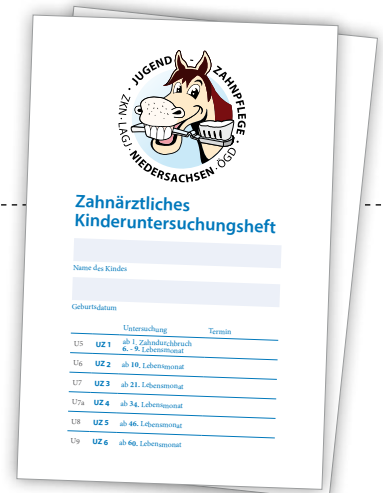 JUGEND - ZAHNPFLEGE ·
ZKN · LAGJ · NIEDERSACHSEN · ÖGD ·
Zahnärztliches
Kinderuntersuchungsheft
Name des Kindes
Geburtsdatum
Untersuchung Termin
U5 UZ 1 ab 1. Zahndurchbruch
6. - 9. Lebensmonat
U6 UZ 2 ab 10. Lebensmonat
U7 UZ 3 ab 21. Lebensmonat
U7a UZ 4 ab 34. Lebensmonat
U8 UZ 5 ab 46. Lebensmonat
U9 UZ 6 ab 60. Lebensmonat